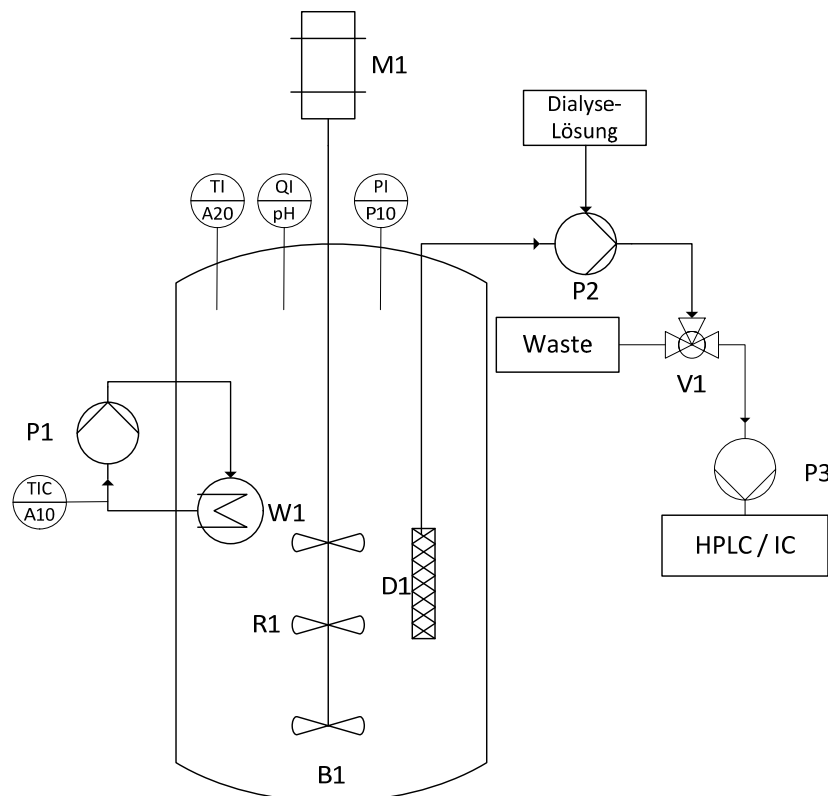 M1
Dialyse-
Lösung
TI
A20
QI
pH
PI
P10
P2
Waste
V1
P1
P3
TIC
A10
W1
HPLC / IC
D1
R1
B1